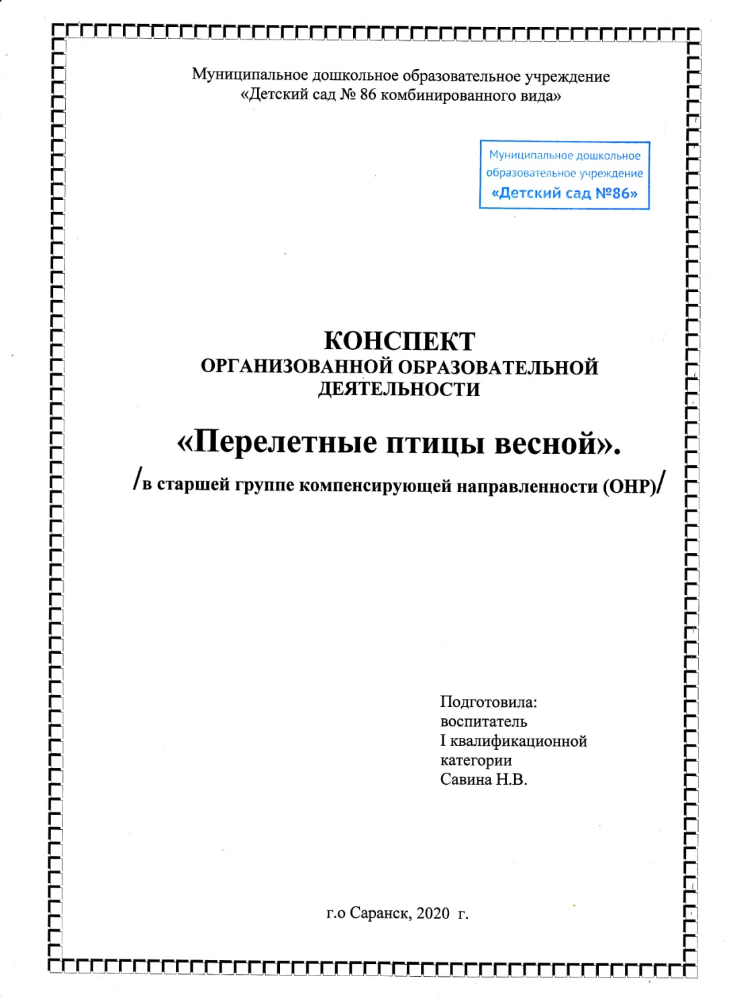 Муниципальное дошкольное образовательное учреждение
«Детский сад № 86 комбинированного вида»
Муниципальное дошкольное
образовательное учреждение
«Детский сад №86»
КОНСПЕКТ
ОРГАНИЗОВАННОЙ ОБРАЗОВАТЕЛЬНОЙ
ДЕЯТЕЛЬНОСТИ
«Перелетные птицы весной».
/в старшей группе компенсирующей направленности (ОНР)/
Подготовила:
воспитатель
I квалификационной
категории
Савина Н.В.
г.о Саранск, 2020 г.